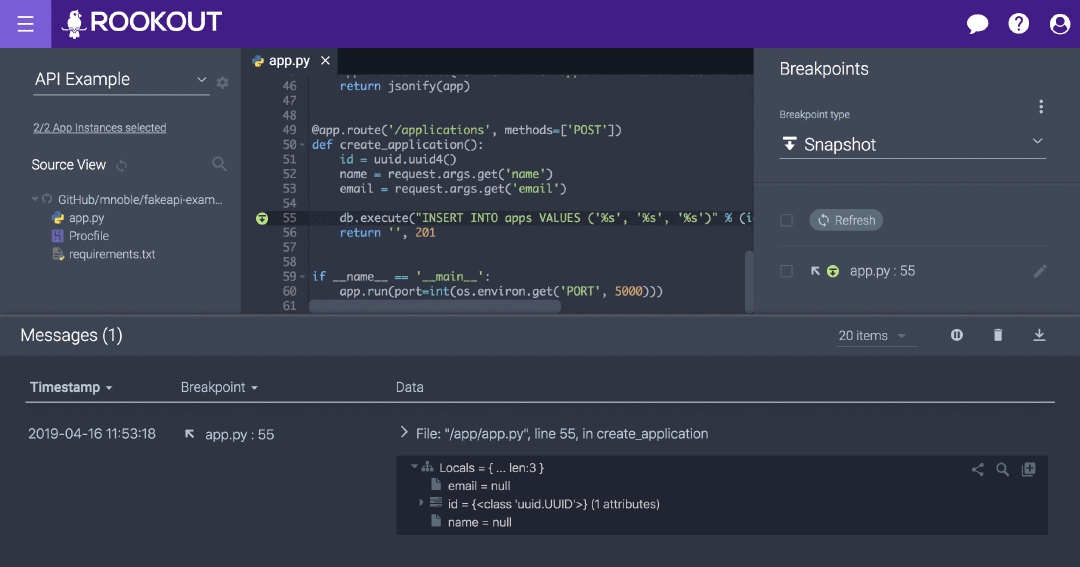 ROOKOUT
API Example
2/2 App Instances selected
Source View
GitHub/mnoble/fakeapi-exam...
app.py
Procfile
requirements.txt
app.py ×
46 return jsonify(app)
47
48
49 @app.route('/applications', methods=['POST'])
50 def create_application():
51 id = uuid.uuid4()
52 name = request.args.get('name')
53 email = request.args.get('email')
54
55 db.execute("INSERT INTO apps VALUES ('%s', '%s', '%s')" % (i
56 return '', 201
57
58
59 if __name__ == '__main__':
60 app.run(port=int(os.environ.get('PORT', 5000)))
61
Breakpoints
Breakpoint type
Snapshot
Refresh
app.py : 55
Messages (1)
20 items
Timestamp Breakpoint Data
2019-04-16 11:53:18 app.py : 55 File: "/app/app.py", line 55, in create_application
Locals = { ... len:3 }
email = null
id = {<class 'uuid.UUID'>} (1 attributes)
name = null